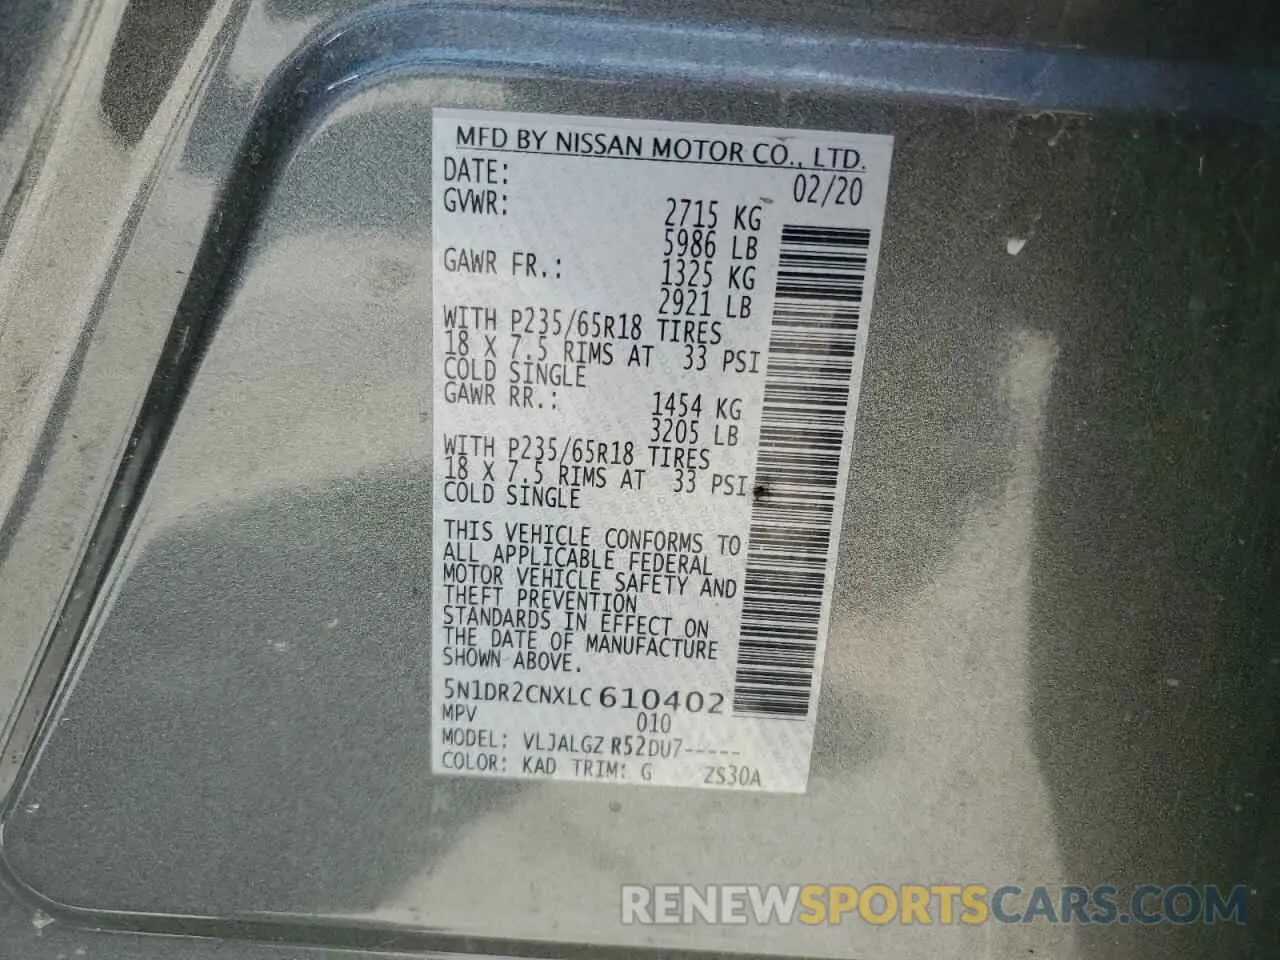 MFD BY NISSAN MOTOR CO., LTD.
DATE: 02/20
GVWR: 2715 KG
5986 LB
GAWR FR.: 1325 KG
2921 LB
WITH P235/65R18 TIRES
18 X 7.5 RIMS AT 33 PSI
COLD SINGLE
GAWR RR.: 1454 KG
3205 LB
WITH P235/65R18 TIRES
18 X 7.5 RIMS AT 33 PSI
COLD SINGLE
THIS VEHICLE CONFORMS TO
ALL APPLICABLE FEDERAL
MOTOR VEHICLE SAFETY AND
THEFT PREVENTION
STANDARDS IN EFFECT ON
THE DATE OF MANUFACTURE
SHOWN ABOVE.
5N1DR2CNXLC610402
MPV 010
MODEL: VLJALGZ R52DU7-----
COLOR: KAD TRIM: G ZS30A
RENEWSPORTSCARS.COM